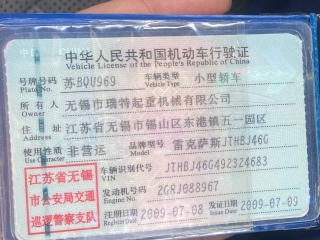 中华人民共和国机动车行驶证
Vehicle License of the People's Republic of China
号牌号码 苏BQU969 车辆类型 小型轿车
Plate No. Vehicle Type
所有人 无锡市瑞特起重机械有限公司
Owner
住址 江苏省无锡市锡山区东港镇五一园区
Address
使用性质 非营运 品牌型号 雷克萨斯JTHBJ46G
Use Character Model
江苏省无锡
市公安局交通
巡逻警察支队
车辆识别代号 JTHBJ46G492324683
VIN
发动机号码 2GRJ088967
Engine No.
注册日期 2009-07-08 发证日期 2009-07-09
Register Date Issue Date